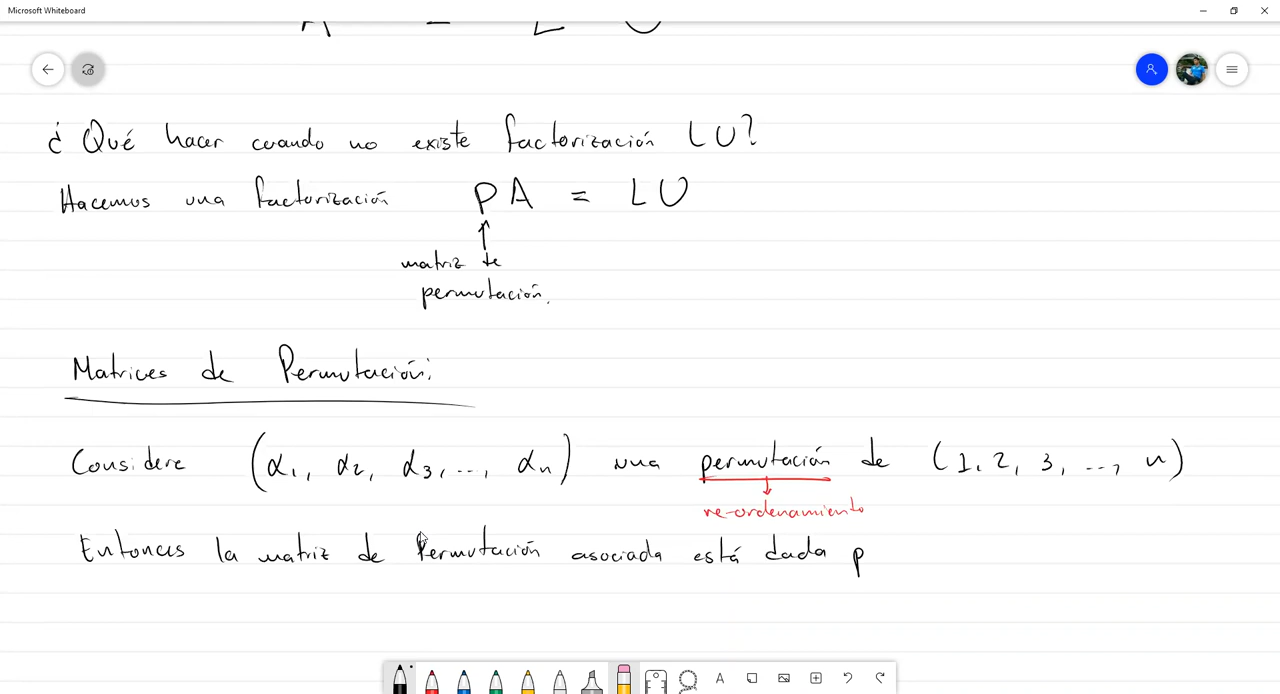 Microsoft Whiteboard
A = L U
¿Qué hacer cuando no existe factorización LU?
Hacemos una factorización PA = LU
matriz de
permutación.
Matrices de Permutación:
Considere (α1, α2, α3, ..., αn) una permutación de (1, 2, 3, ..., n)
re-ordenamiento
Entonces la matriz de Permutación asociada está dada p
A